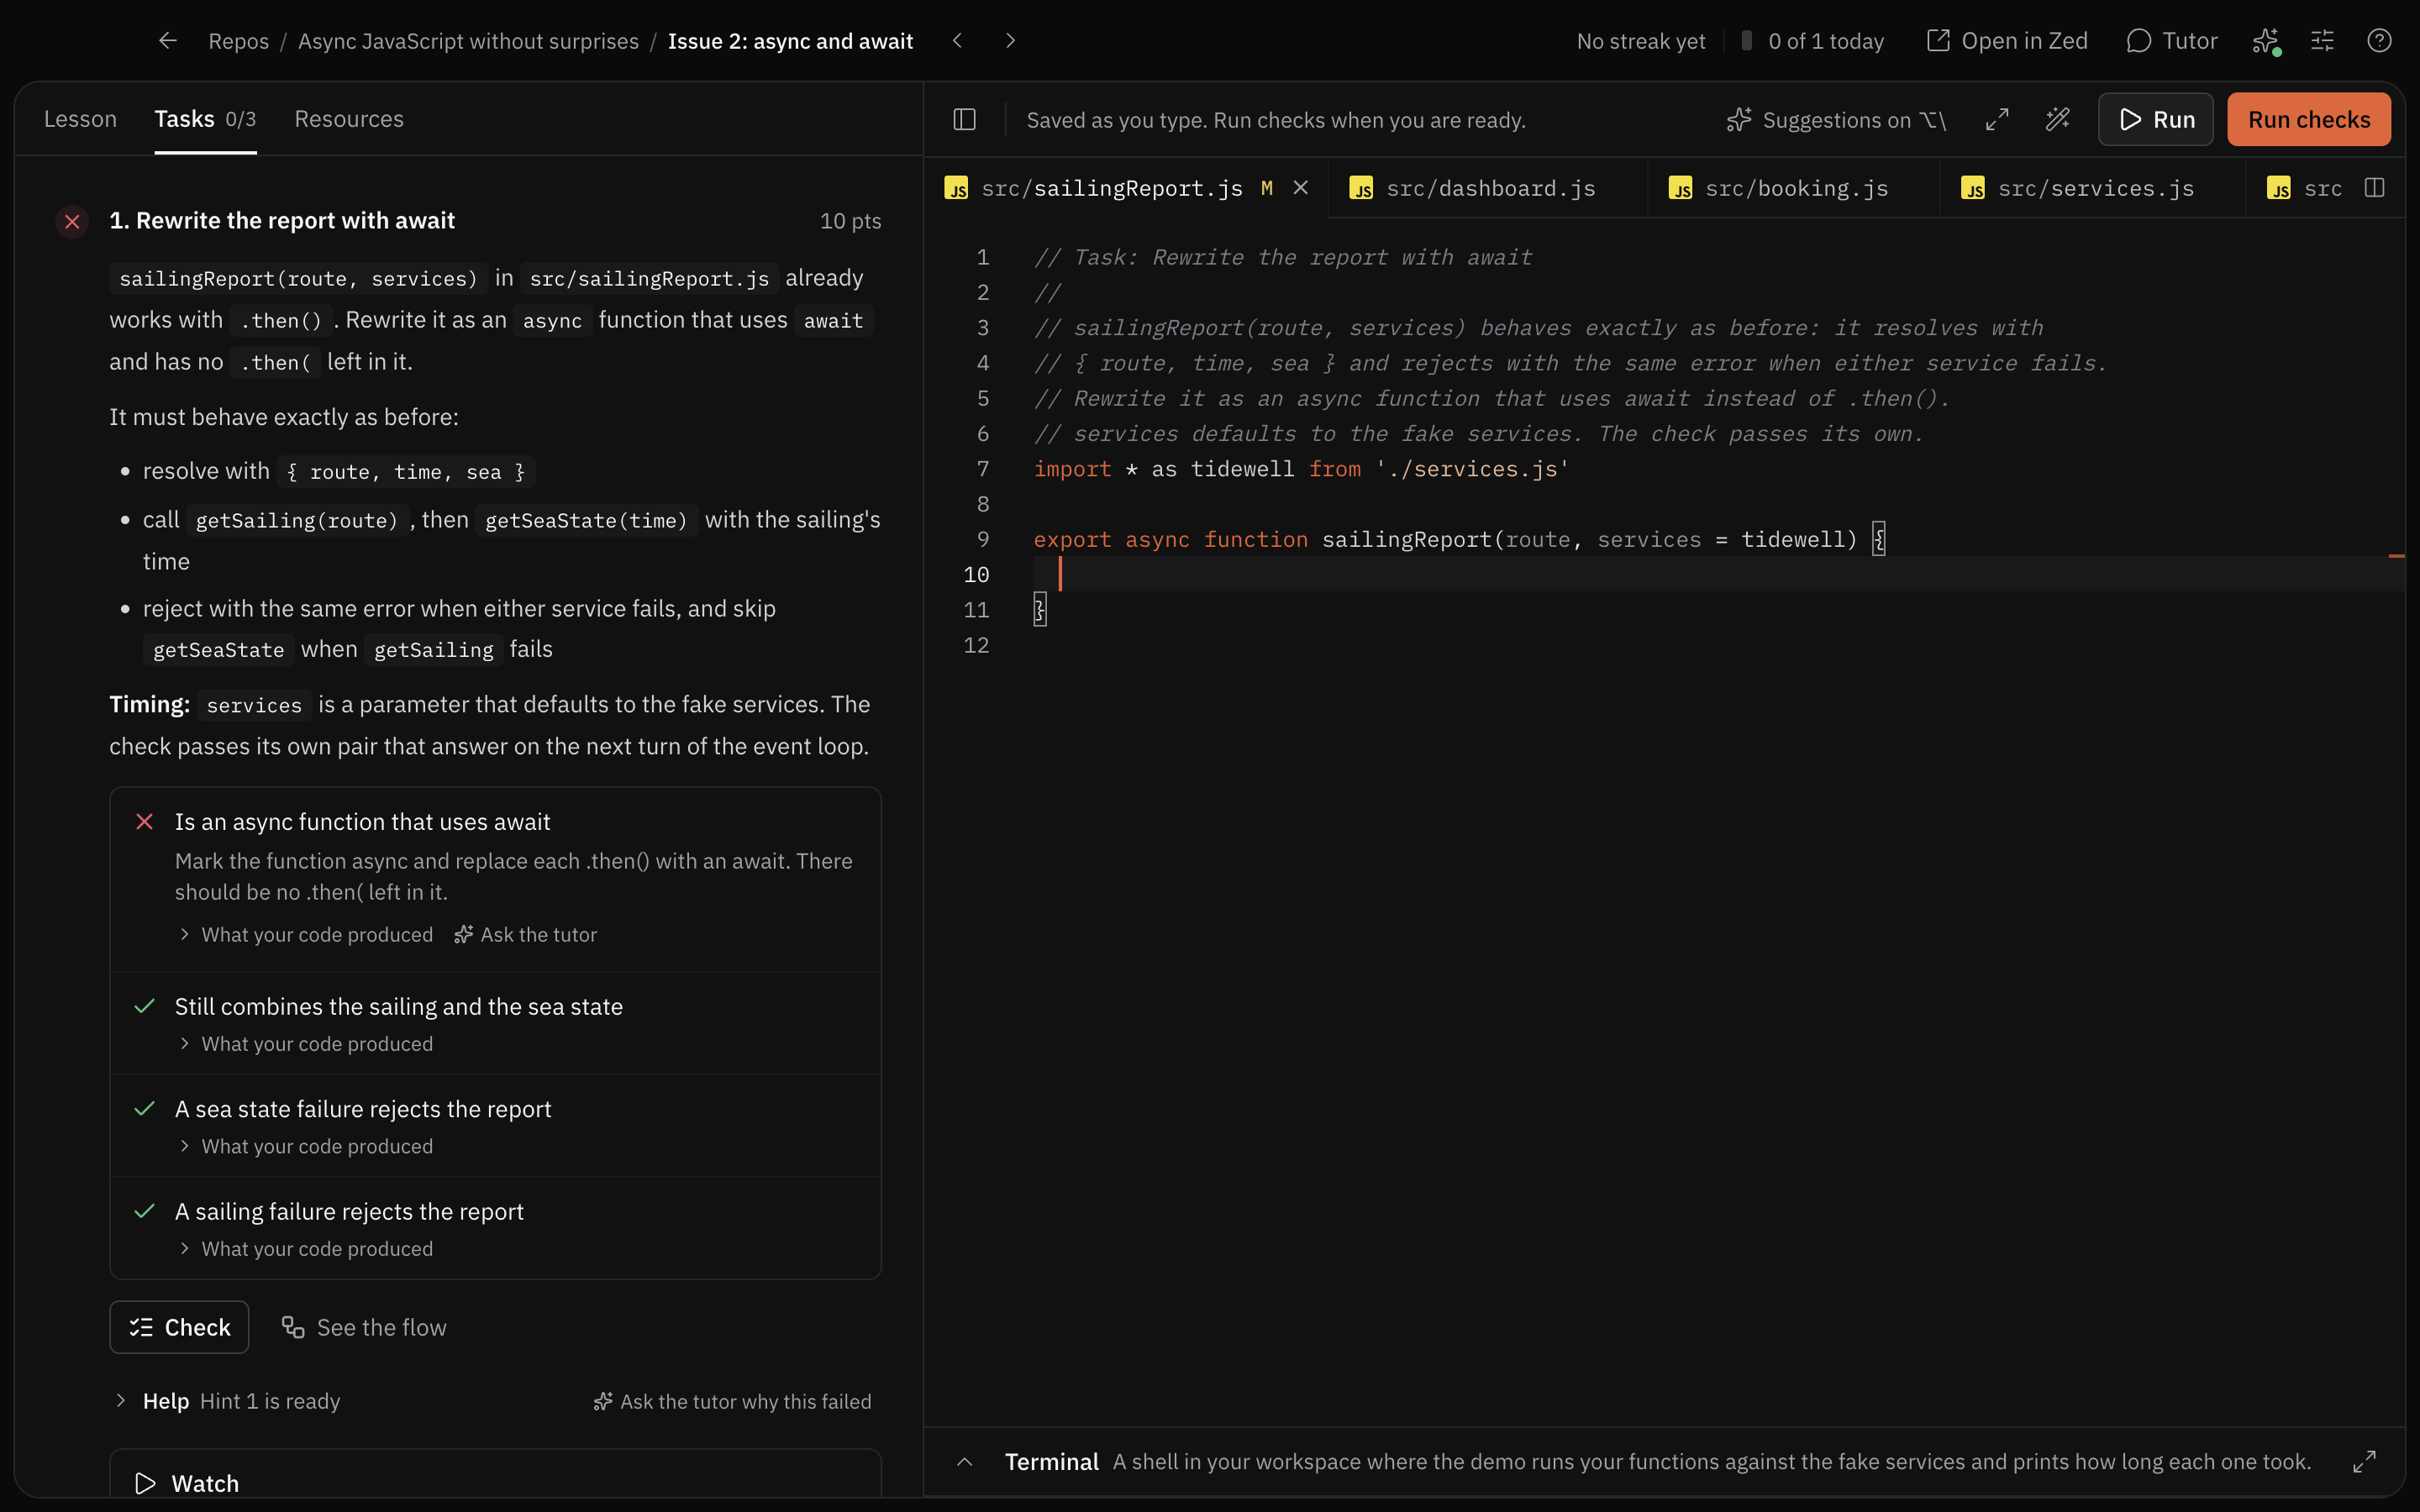 Repos / Async JavaScript without surprises / Issue 2: async and await
No streak yet
0 of 1 today
Open in Zed
Tutor
Lesson
Tasks 0/3
Resources
1. Rewrite the report with await
10 pts
sailingReport(route, services) in src/sailingReport.js already
works with .then() . Rewrite it as an async function that uses await
and has no .then( left in it.
It must behave exactly as before:
• resolve with { route, time, sea }
• call getSailing(route) , then getSeaState(time) with the sailing's
time
• reject with the same error when either service fails, and skip
getSeaState when getSailing fails
Timing: services is a parameter that defaults to the fake services. The
check passes its own pair that answer on the next turn of the event loop.
Is an async function that uses await
Mark the function async and replace each .then() with an await. There
should be no .then( left in it.
What your code produced
Ask the tutor
Still combines the sailing and the sea state
What your code produced
A sea state failure rejects the report
What your code produced
A sailing failure rejects the report
What your code produced
Check
See the flow
Help Hint 1 is ready
Ask the tutor why this failed
Watch
Saved as you type. Run checks when you are ready.
Suggestions on ⌥\
Run
Run checks
JS src/sailingReport.js M
JS src/dashboard.js
JS src/booking.js
JS src/services.js
JS src
1 // Task: Rewrite the report with await
2 //
3 // sailingReport(route, services) behaves exactly as before: it resolves with
4 // { route, time, sea } and rejects with the same error when either service fails.
5 // Rewrite it as an async function that uses await instead of .then().
6 // services defaults to the fake services. The check passes its own.
7 import * as tidewell from './services.js'
8
9 export async function sailingReport(route, services = tidewell) {
10
11 }
12
Terminal A shell in your workspace where the demo runs your functions against the fake services and prints how long each one took.